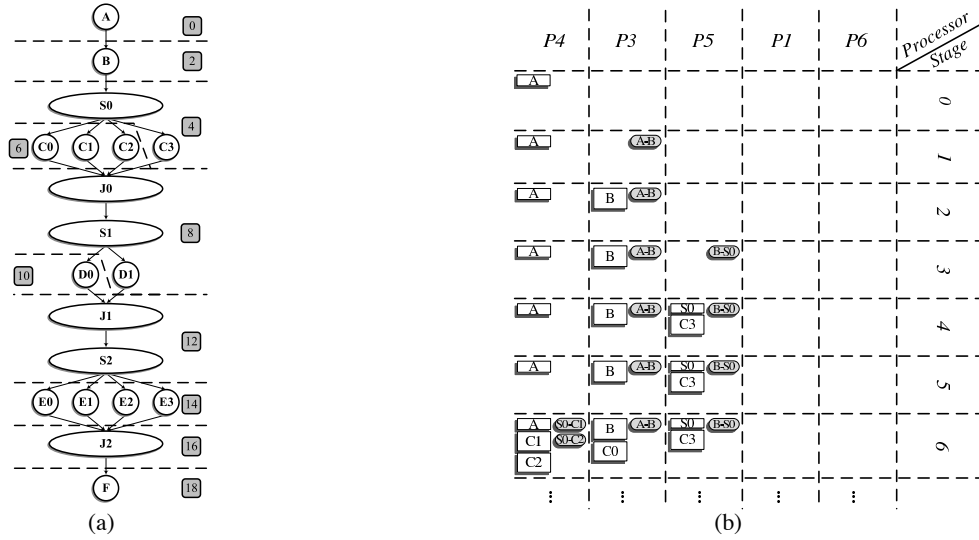 A
0
B
2
S0
4
6
C0 C1 C2 C3
J0
S1
8
10
D0 D1
J1
12
S2
E0 E1 E2 E3
14
J2
16
F
18
(a)
P4 P3 P5 P1 P6 Processor Stage
A
0
A A-B
1
A B A-B
2
A B A-B B-S0
3
A B A-B S0 B-S0
C3
4
A B A-B S0 B-S0
C3
5
A S0-C1 B A-B S0 B-S0
C1 S0-C2 C0 C3
C2
6
(b)